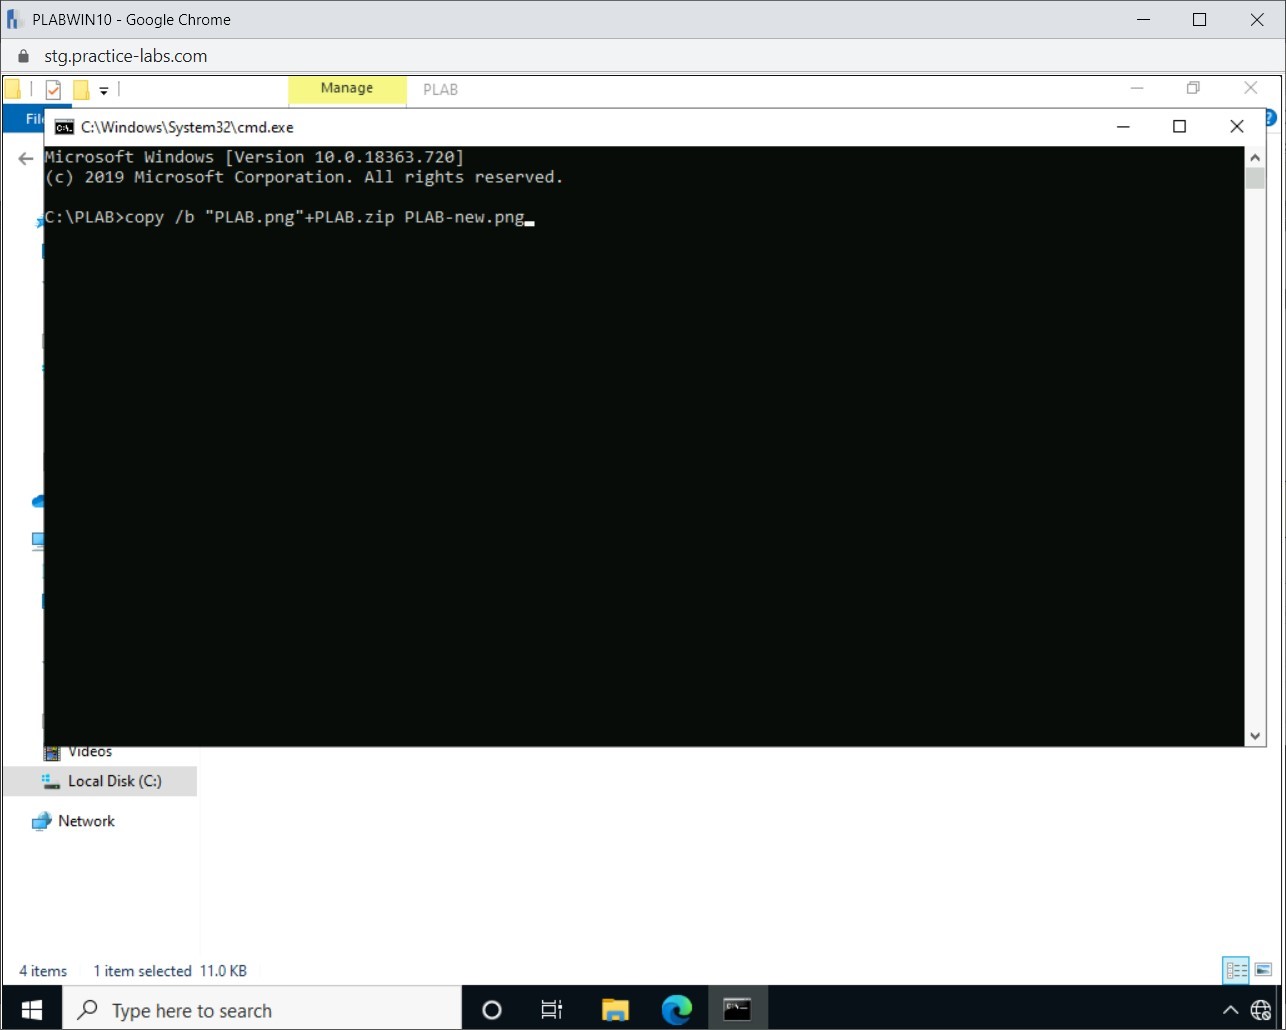 PLABWIN10 - Google Chrome
stg.practice-labs.com
Manage
PLAB
C:\Windows\System32\cmd.exe
Microsoft Windows [Version 10.0.18363.720]
(c) 2019 Microsoft Corporation. All rights reserved.
C:\PLAB>copy /b "PLAB.png"+PLAB.zip PLAB-new.png
Videos
Local Disk (C:)
Network
4 items 1 item selected 11.0 KB
Type here to search